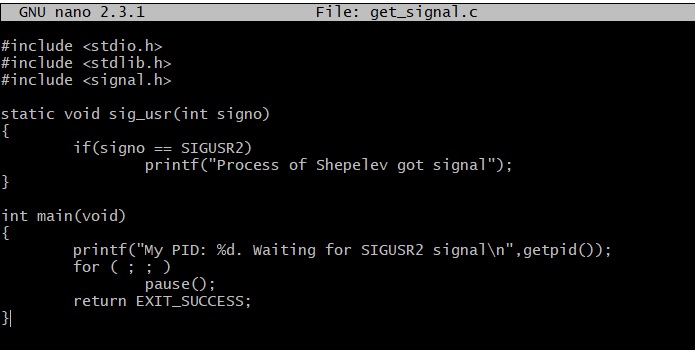 GNU nano 2.3.1 File: get_signal.c
#include <stdio.h>
#include <stdlib.h>
#include <signal.h>
static void sig_usr(int signo)
{
if(signo == SIGUSR2)
printf("Process of Shepelev got signal");
}
int main(void)
{
printf("My PID: %d. Waiting for SIGUSR2 signal\n",getpid());
for ( ; ; )
pause();
return EXIT_SUCCESS;
}